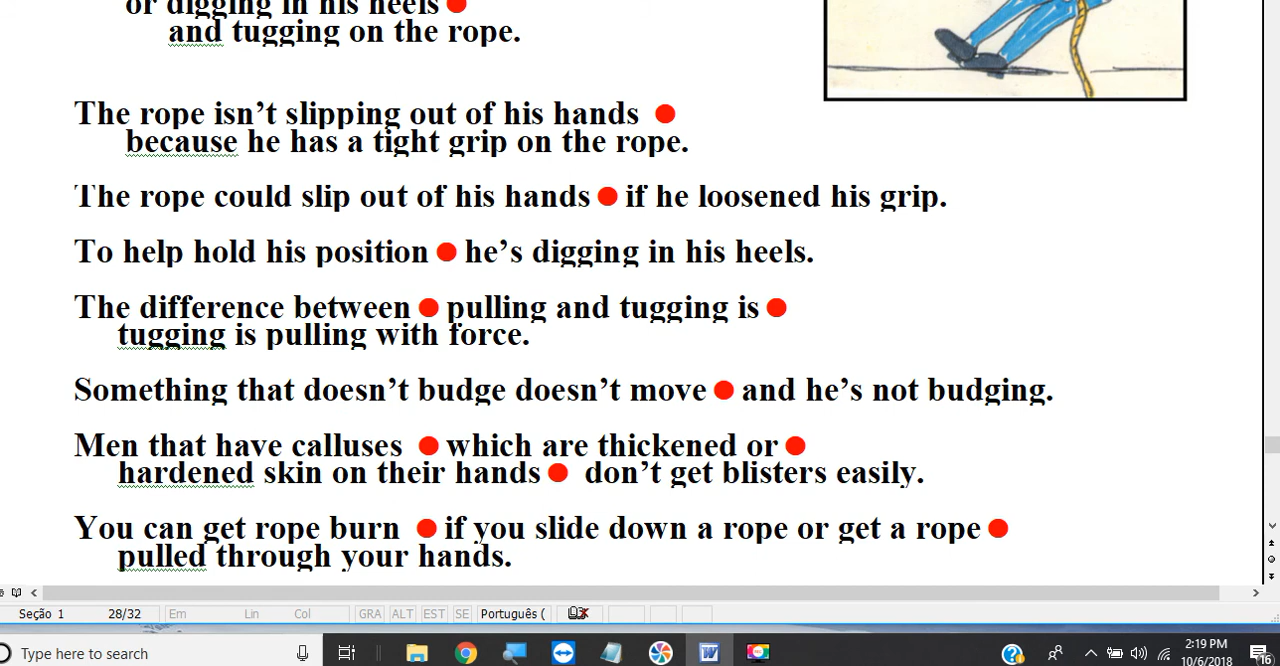 or digging in his heels
and tugging on the rope.
The rope isn’t slipping out of his hands
because he has a tight grip on the rope.
The rope could slip out of his hands if he loosened his grip.
To help hold his position he’s digging in his heels.
The difference between pulling and tugging is
tugging is pulling with force.
Something that doesn’t budge doesn’t move and he’s not budging.
Men that have calluses which are thickened or
hardened skin on their hands don’t get blisters easily.
You can get rope burn if you slide down a rope or get a rope
pulled through your hands.
Seção 1 28/32 Em Lin Col GRA ALT EST SE Português (
Type here to search
2:19 PM
10/6/2018
16